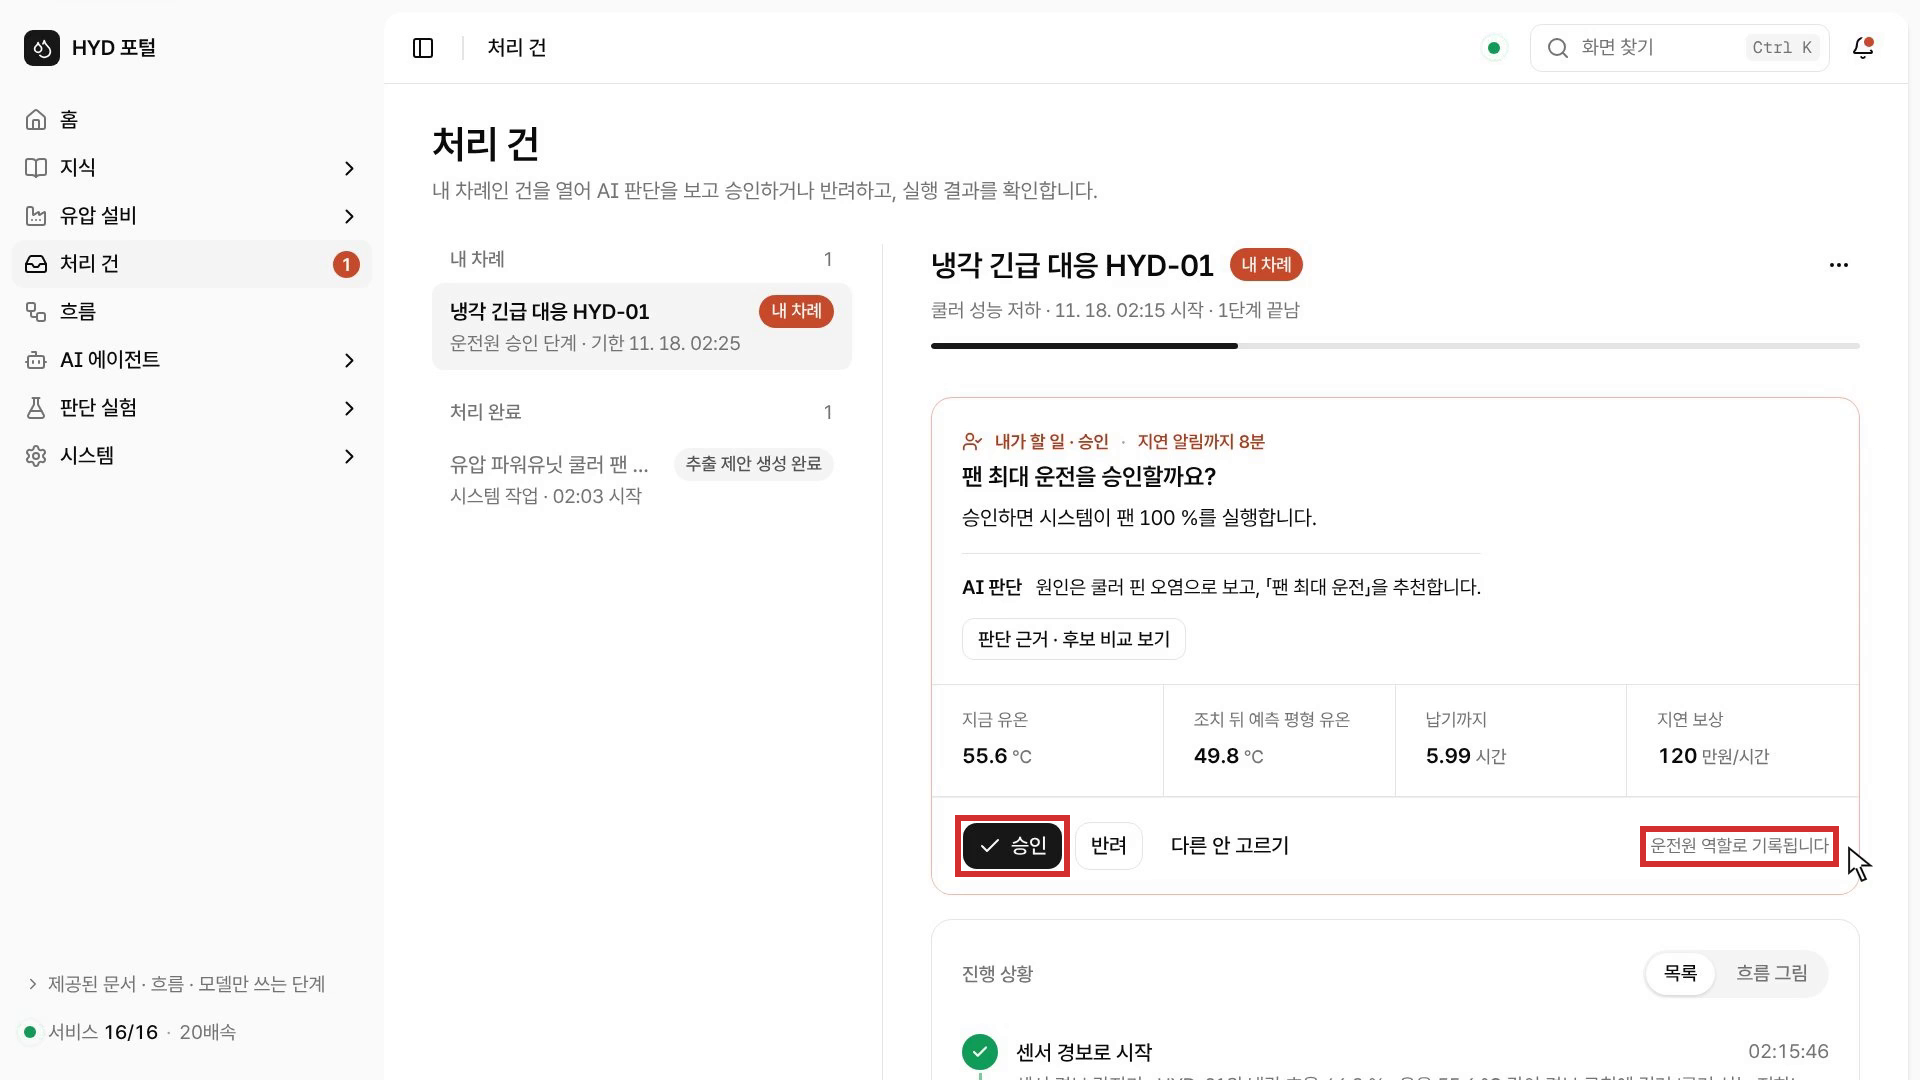 HYD 포털
홈
지식
유압 설비
처리 건
1
흐름
AI 에이전트
판단 실험
시스템
제공된 문서 · 흐름 · 모델만 쓰는 단계
서비스 16/16 · 20배속
처리 건
화면 찾기
Ctrl K
처리 건
내 차례인 건을 열어 AI 판단을 보고 승인하거나 반려하고, 실행 결과를 확인합니다.
내 차례
1
냉각 긴급 대응 HYD-01
내 차례
운전원 승인 단계 · 기한 11. 18. 02:25
처리 완료
1
유압 파워유닛 쿨러 팬 ...
추출 제안 생성 완료
시스템 작업 · 02:03 시작
냉각 긴급 대응 HYD-01
내 차례
쿨러 성능 저하 · 11. 18. 02:15 시작 · 1단계 끝남
내가 할 일 · 승인 · 지연 알림까지 8분
팬 최대 운전을 승인할까요?
승인하면 시스템이 팬 100 %를 실행합니다.
AI 판단 원인은 쿨러 핀 오염으로 보고, 「팬 최대 운전」을 추천합니다.
판단 근거 · 후보 비교 보기
지금 유온
55.6 °C
조치 뒤 예측 평형 유온
49.8 °C
납기까지
5.99 시간
지연 보상
120 만원/시간
승인
반려
다른 안 고르기
운전원 역할로 기록됩니다
진행 상황
목록
흐름 그림
센서 경보로 시작
02:15:46